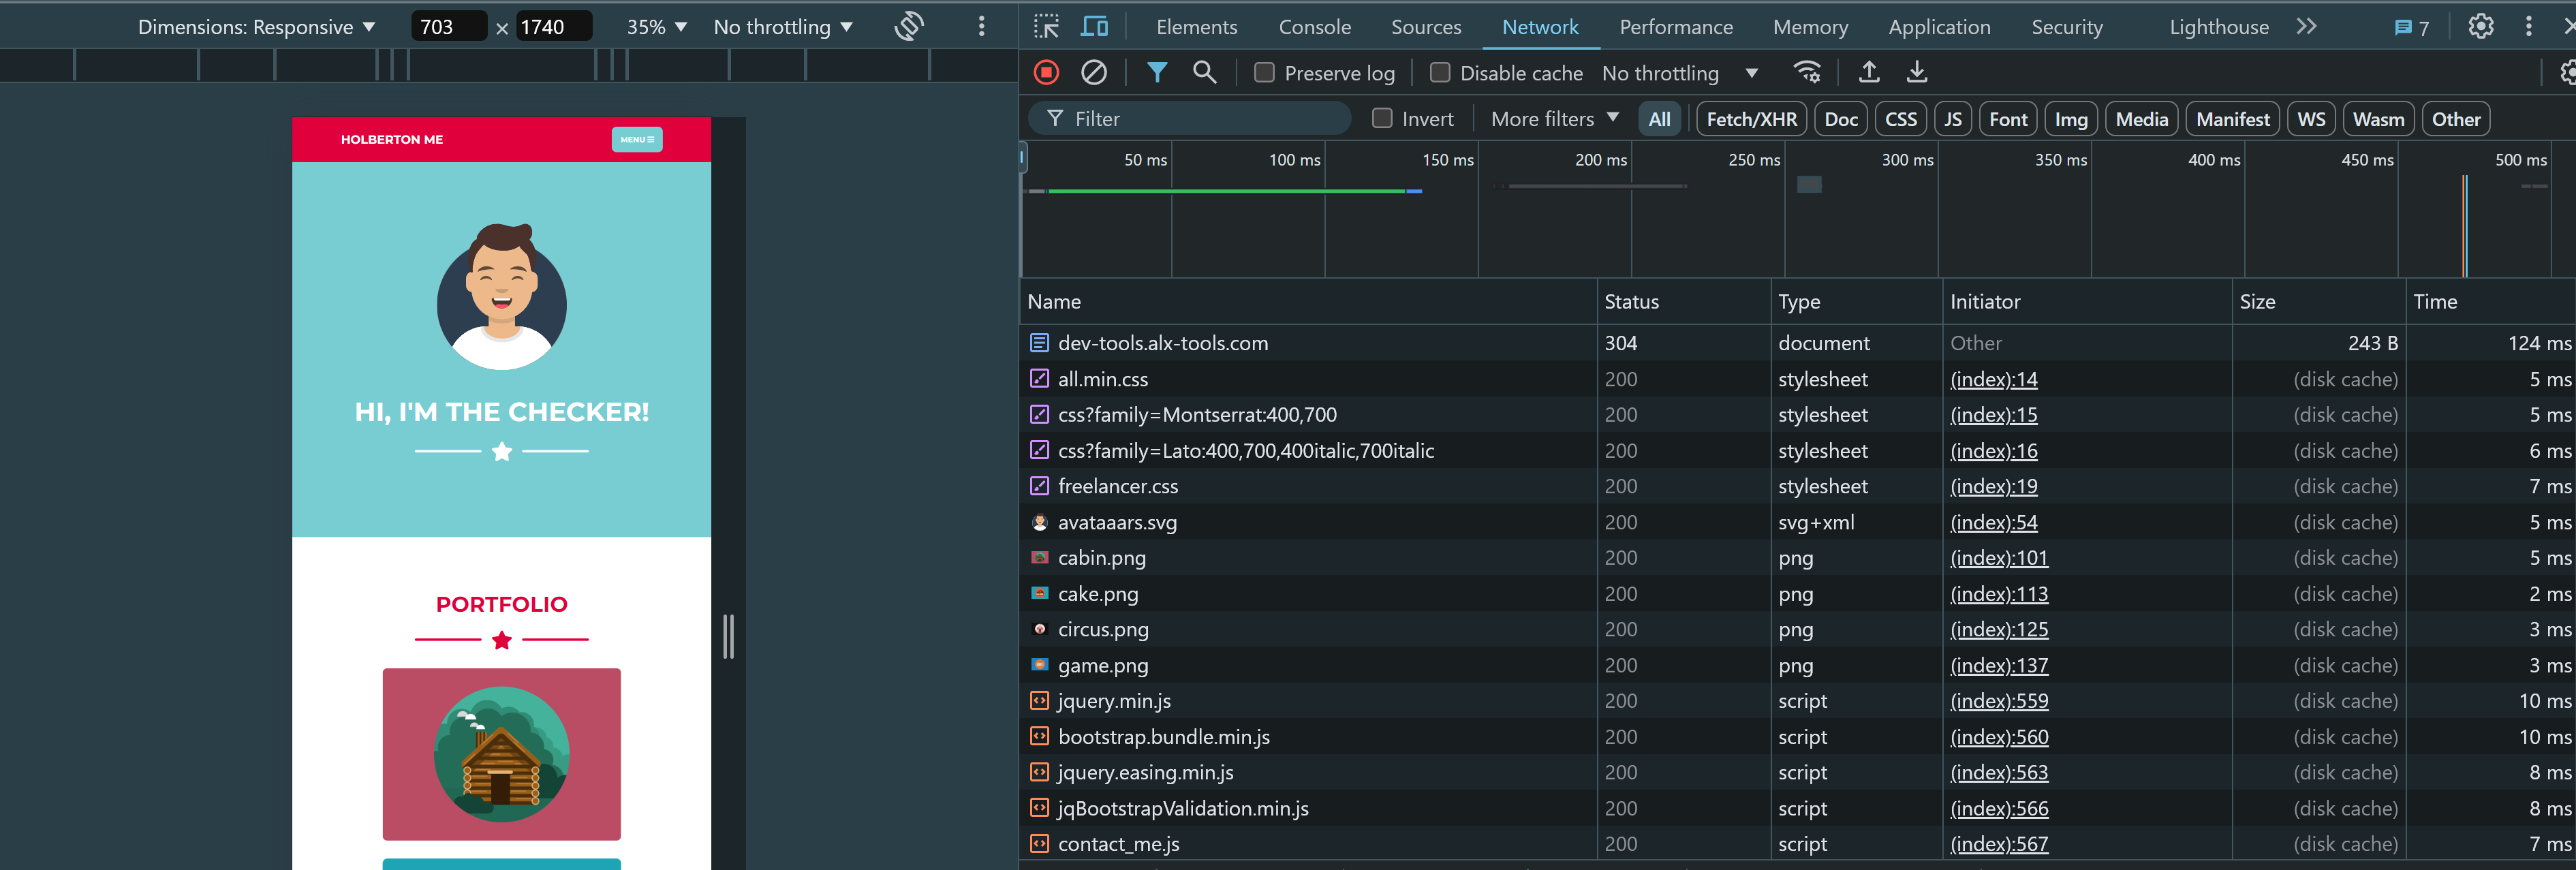 Dimensions: Responsive 703 × 1740 35% No throttling
HOLBERTON ME MENU
HI, I'M THE CHECKER!
PORTFOLIO
Elements Console Sources Network Performance Memory Application Security Lighthouse 7
Preserve log Disable cache No throttling
Filter Invert More filters All Fetch/XHR Doc CSS JS Font Img Media Manifest WS Wasm Other
50 ms 100 ms 150 ms 200 ms 250 ms 300 ms 350 ms 400 ms 450 ms 500 ms
Name Status Type Initiator Size Time
dev-tools.alx-tools.com 304 document Other 243 B 124 ms
all.min.css 200 stylesheet (index):14 (disk cache) 5 ms
css?family=Montserrat:400,700 200 stylesheet (index):15 (disk cache) 5 ms
css?family=Lato:400,700,400italic,700italic 200 stylesheet (index):16 (disk cache) 6 ms
freelancer.css 200 stylesheet (index):19 (disk cache) 7 ms
avataaars.svg 200 svg+xml (index):54 (disk cache) 5 ms
cabin.png 200 png (index):101 (disk cache) 5 ms
cake.png 200 png (index):113 (disk cache) 2 ms
circus.png 200 png (index):125 (disk cache) 3 ms
game.png 200 png (index):137 (disk cache) 3 ms
jquery.min.js 200 script (index):559 (disk cache) 10 ms
bootstrap.bundle.min.js 200 script (index):560 (disk cache) 10 ms
jquery.easing.min.js 200 script (index):563 (disk cache) 8 ms
jqBootstrapValidation.min.js 200 script (index):566 (disk cache) 8 ms
contact_me.js 200 script (index):567 (disk cache) 7 ms